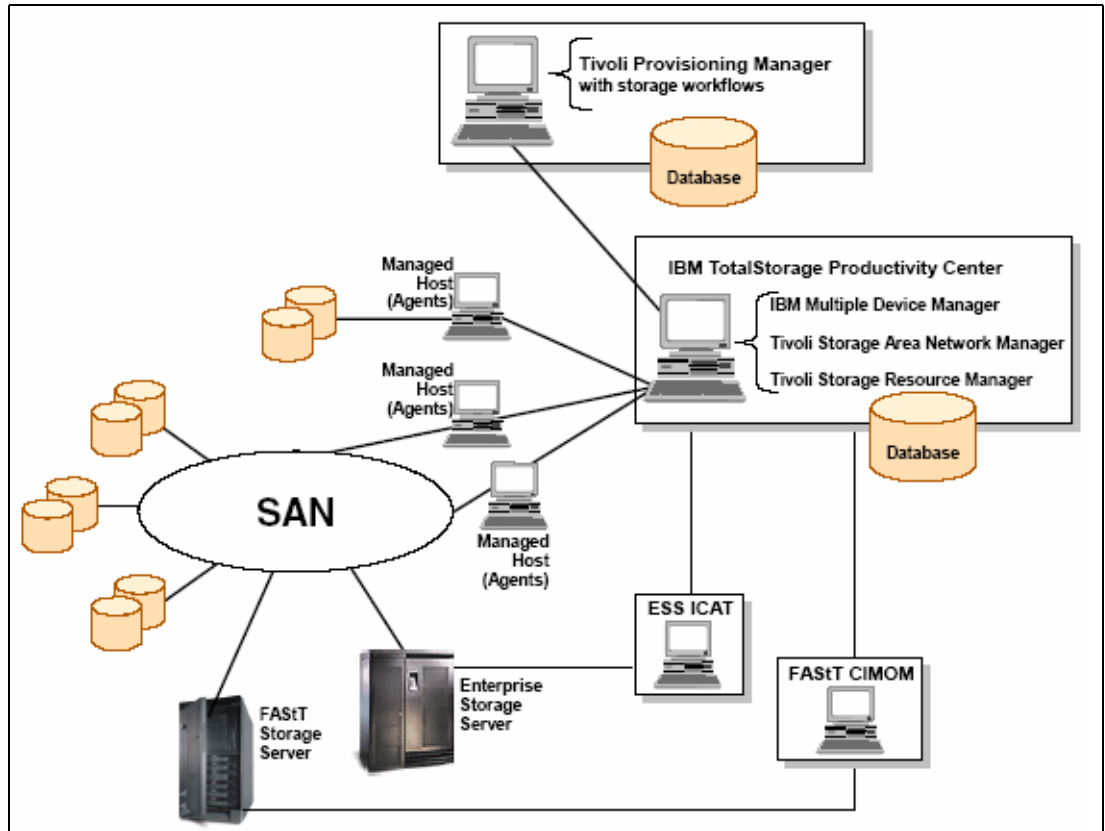 Tivoli Provisioning Manager
with storage workflows
Database
IBM TotalStorage Productivity Center
IBM Multiple Device Manager
Tivoli Storage Area Network Manager
Tivoli Storage Resource Manager
Database
Managed
Host
(Agents)
Managed
Host
(Agents)
SAN
Managed
Host
(Agents)
ESS ICAT
FAStT CIMOM
Enterprise
Storage
Server
FAStT
Storage
Server